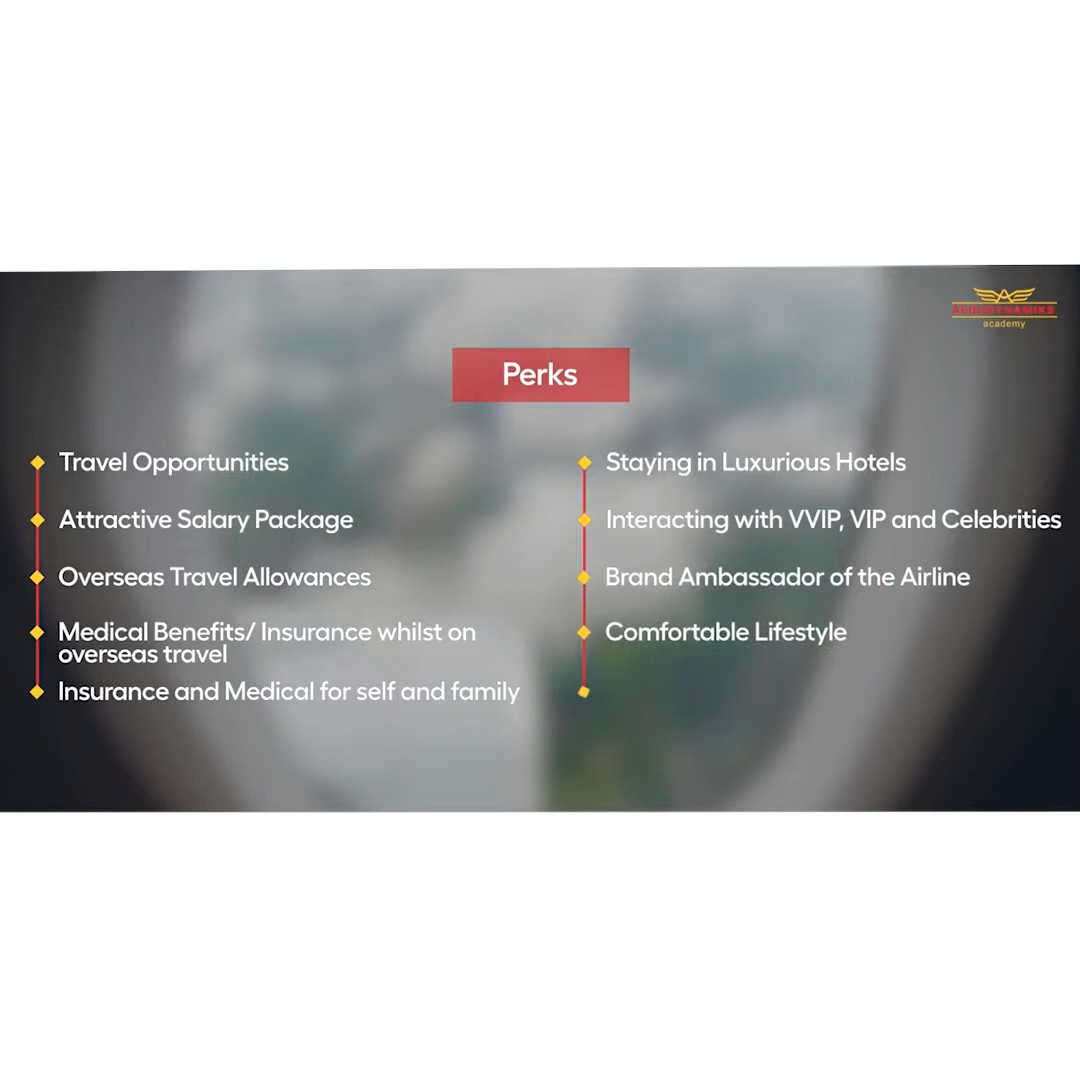 academy
Perks
Travel Opportunities
Attractive Salary Package
Overseas Travel Allowances
Medical Benefits/ Insurance whilst on
overseas travel
Insurance and Medical for self and family
Staying in Luxurious Hotels
Interacting with VVIP, VIP and Celebrities
Brand Ambassador of the Airline
Comfortable Lifestyle